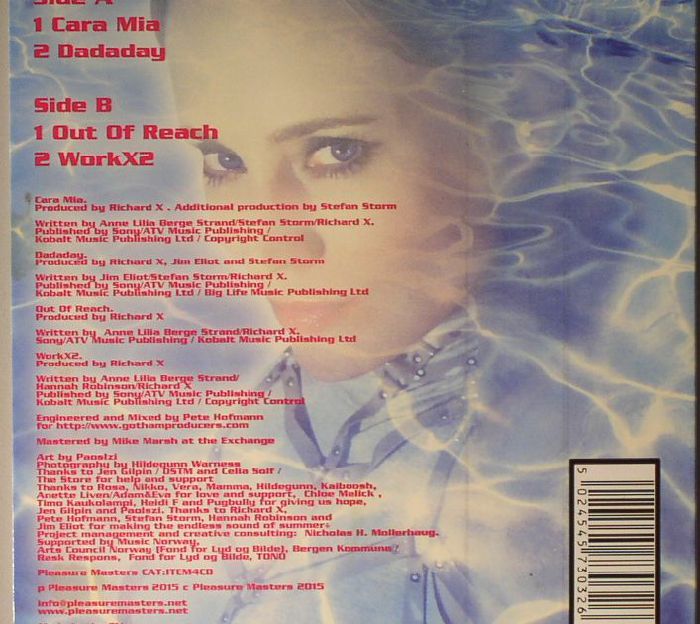 Side A
1 Cara Mia
2 Dadaday
Side B
1 Out Of Reach
2 WorkX2
Cara Mia.
Produced by Richard X . Additional production by Stefan Storm
Written by Anne Lilia Berge Strand/Stefan Storm/Richard X.
Published by Sony/ATV Music Publishing /
Kobalt Music Publishing Ltd / Copyright Control
Dadaday.
Produced by Richard X, Jim Eliot and Stefan Storm
Written by Jim Eliot/Stefan Storm/Richard X.
Published by Sony/ATV Music Publishing /
Kobalt Music Publishing Ltd / Big Life Music Publishing Ltd
Out Of Reach.
Produced by Richard X
Written by Anne Lilia Berge Strand/Richard X.
Sony/ATV Music Publishing / Kobalt Music Publishing Ltd
WorkX2.
Produced by Richard X
Written by Anne Lilia Berge Strand/
Hannah Robinson/Richard X
Published by Sony/ATV Music Publishing /
Kobalt Music Publishing Ltd / Copyright Control
Engineered and Mixed by Pete Hofmann
for http://www.gothamproducers.com
Mastered by Mike Marsh at the Exchange
Art by Paoslzi
Photography by Hildegunn Warness
Thanks to Jen Gilpin / DSTM and Celia Solf /
The Store for help and support
Thanks to Rosa, Nikko, Vera, Mamma, Hildegunn, Kaiboosh,
Anette Liven/Adam&Eva for love and support, Chloe Melick ,
Timo Kaukolampi, Heidi F and Pugbully for giving us hope,
Jen Gilpin and Paolszi. Thanks to Richard X,
Pete Hofmann, Stefan Storm, Hannah Robinson and
Jim Eliot for making the endless sound of summer.
Project management and creative consulting: Nicholas H. Mollerhaug.
Supported by Music Norway,
Arts Council Norway (Fond for Lyd og Bilde), Bergen Kommune /
Rask Respons, Fond for Lyd og Bilde, TONO
Pleasure Masters CAT:ITEM4CD
p Pleasure Masters 2015 c Pleasure Masters 2015
info@pleasuremasters.net
www.pleasuremasters.net
5 024545 730326